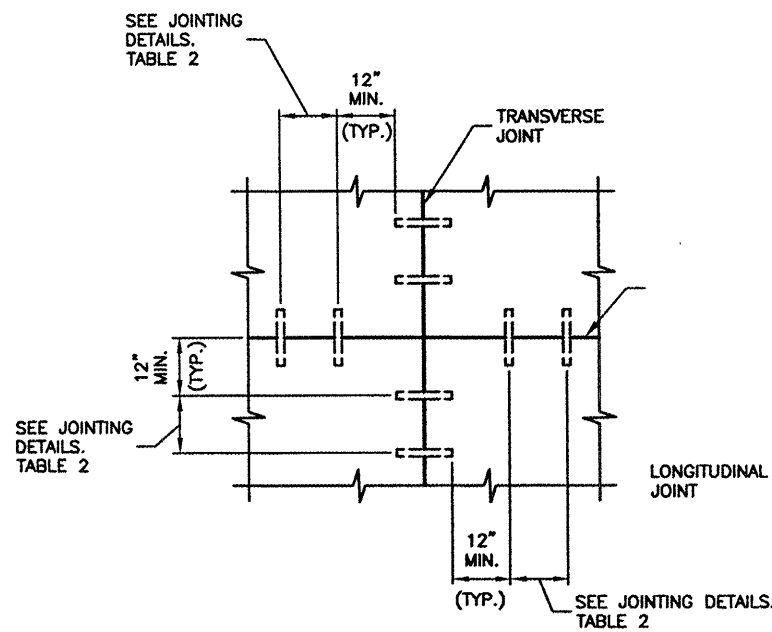 SEE JOINTING
DETAILS.
TABLE 2
12"
MIN.
(TYP.)
TRANSVERSE
JOINT
12"
MIN.
(TYP.)
SEE JOINTING
DETAILS.
TABLE 2
LONGITUDINAL
JOINT
12"
MIN.
(TYP.)
SEE JOINTING DETAILS.
TABLE 2